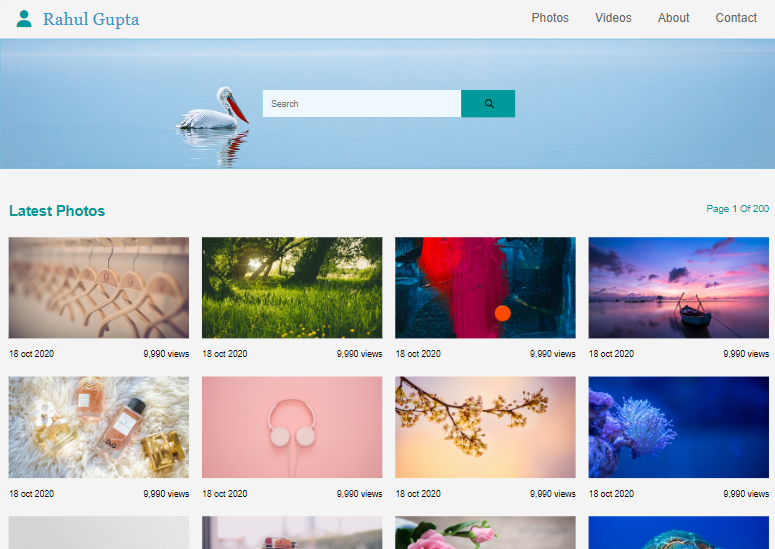 Rahul Gupta
Photos Videos About Contact
Search
Latest Photos
Page 1 Of 200
18 oct 2020 9,990 views 18 oct 2020 9,990 views 18 oct 2020 9,990 views 18 oct 2020 9,990 views
18 oct 2020 9,990 views 18 oct 2020 9,990 views 18 oct 2020 9,990 views 18 oct 2020 9,990 views